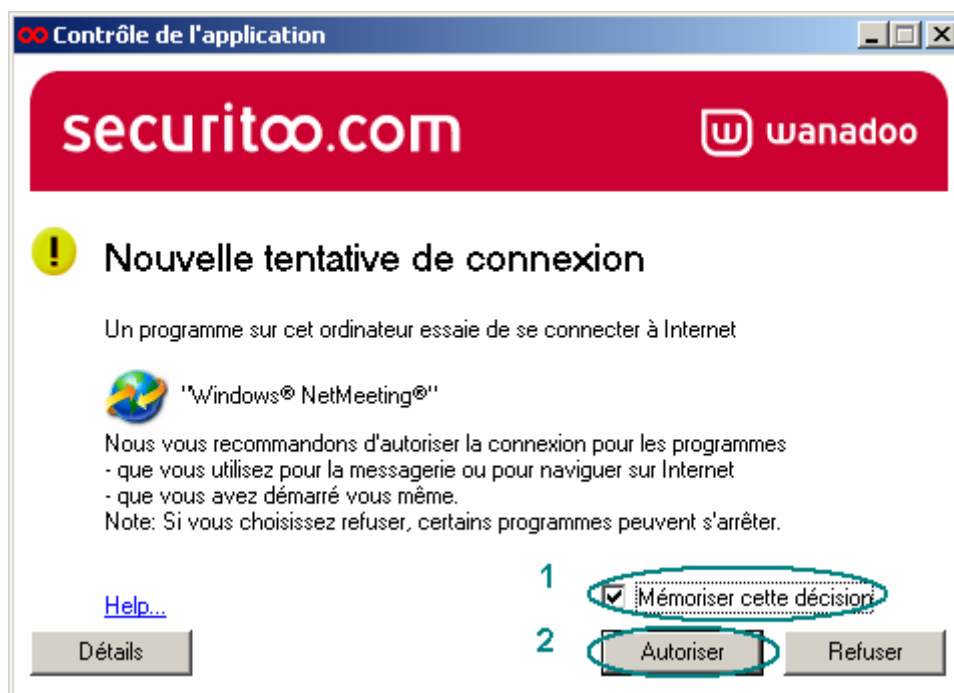 Contrôle de l'application
securitoo.com
wanadoo
Nouvelle tentative de connexion
Un programme sur cet ordinateur essaie de se connecter à Internet
"Windows® NetMeeting®"
Nous vous recommandons d'autoriser la connexion pour les programmes
- que vous utilisez pour la messagerie ou pour naviguer sur Internet
- que vous avez démarré vous même.
Note: Si vous choisissez refuser, certains programmes peuvent s'arrêter.
1
Mémoriser cette décision
Help...
2
Détails
Autoriser
Refuser